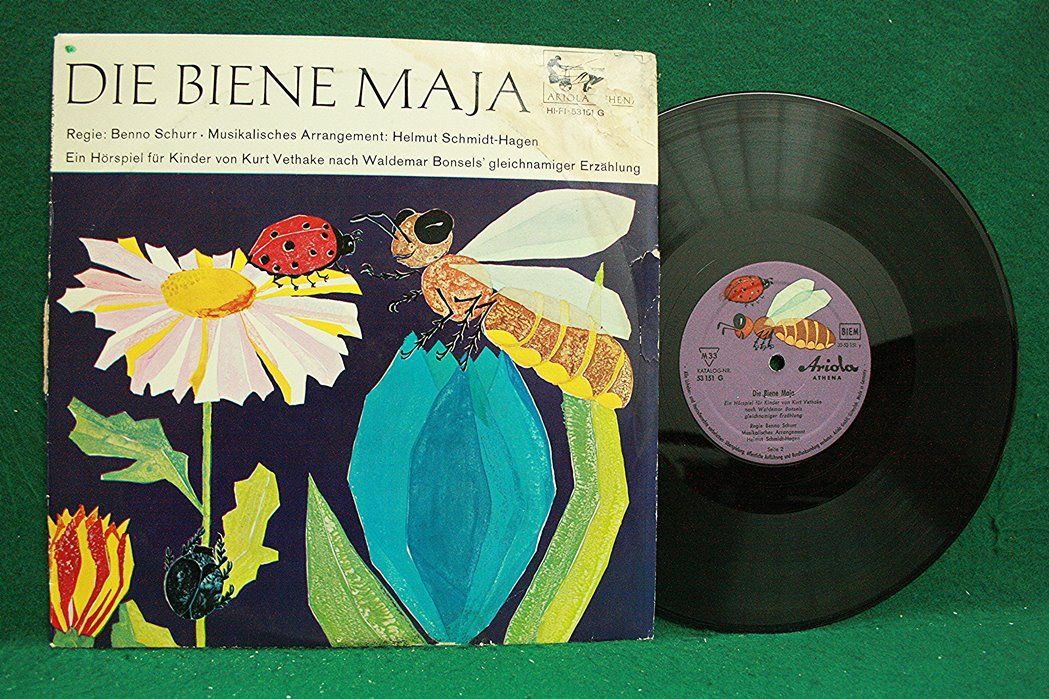 DIE BIENE MAJA
ARIOLA
HI-FI-53151 G
Regie: Benno Schurr · Musikalisches Arrangement: Helmut Schmidt-Hagen
Ein Hörspiel für Kinder von Kurt Vethake nach Waldemar Bonsels' gleichnamiger Erzählung
BIEM
M 33
KATALOG-NR.
53 151 G
Ariola
ATHENA
Die Biene Maja
Ein Hörspiel für Kinder von Kurt Vethake
nach Waldemar Bonsels
gleichnamiger Erzählung
Regie Benno Schurr
Musikalisches Arrangement
Helmut Schmidt-Hagen
Seite 2